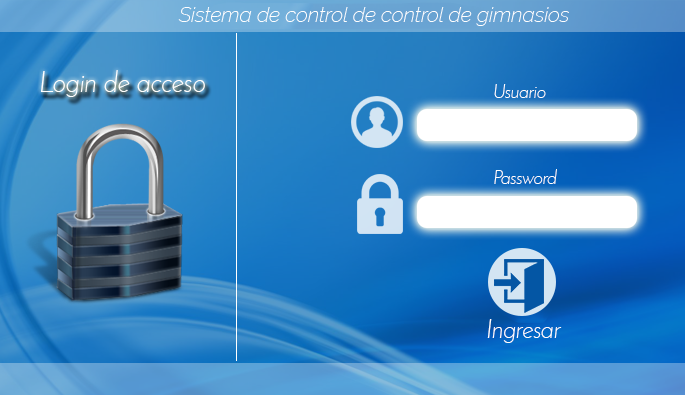 Sistema de control de control de gimnasios
Login de acceso
Usuario
Password
Ingresar